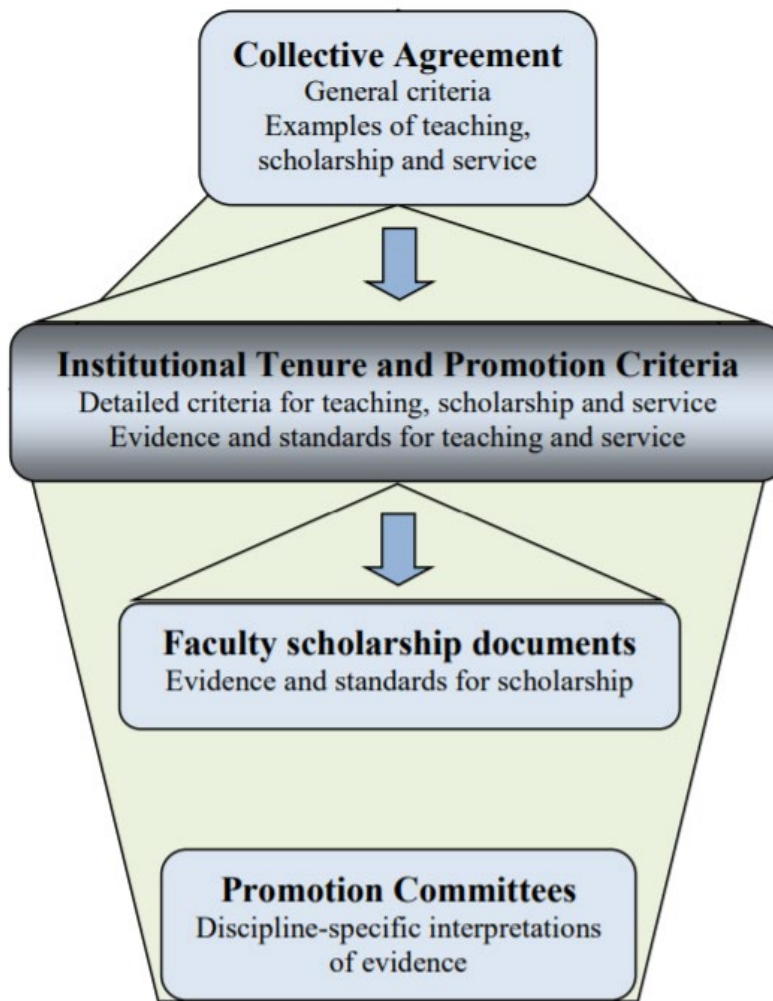 Collective Agreement
General criteria
Examples of teaching,
scholarship and service
Institutional Tenure and Promotion Criteria
Detailed criteria for teaching, scholarship and service
Evidence and standards for teaching and service
Faculty scholarship documents
Evidence and standards for scholarship
Promotion Committees
Discipline-specific interpretations
of evidence